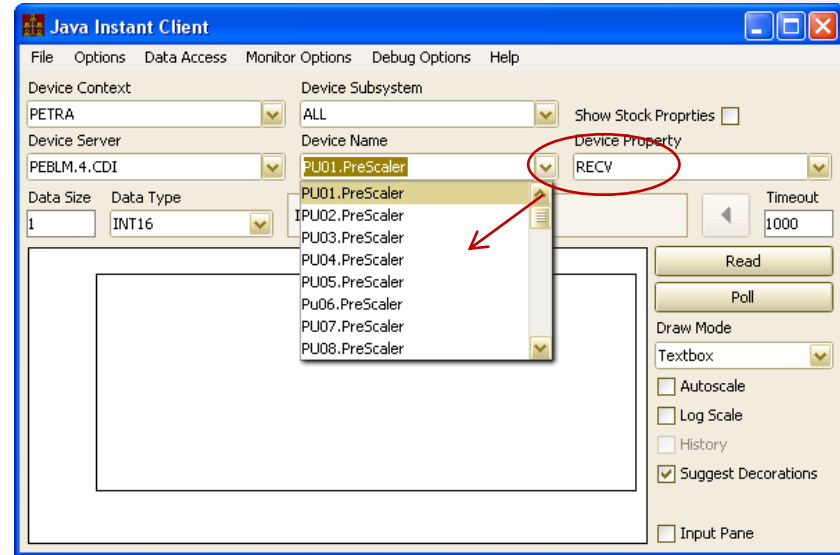 Java Instant Client
File Options Data Access Monitor Options Debug Options Help
Device Context Device Subsystem
PETRA ALL Show Stock Proprties
Device Server Device Name Device Property
PEBLM.4.CDI PU01.PreScaler RECV
Data Size Data Type Timeout
1 INT16 1000
PU01.PreScaler
PU02.PreScaler
PU03.PreScaler
PU04.PreScaler
PU05.PreScaler
Pu06.PreScaler
PU07.PreScaler
PU08.PreScaler
Read
Poll
Draw Mode
Textbox
Autoscale
Log Scale
History
Suggest Decorations
Input Pane